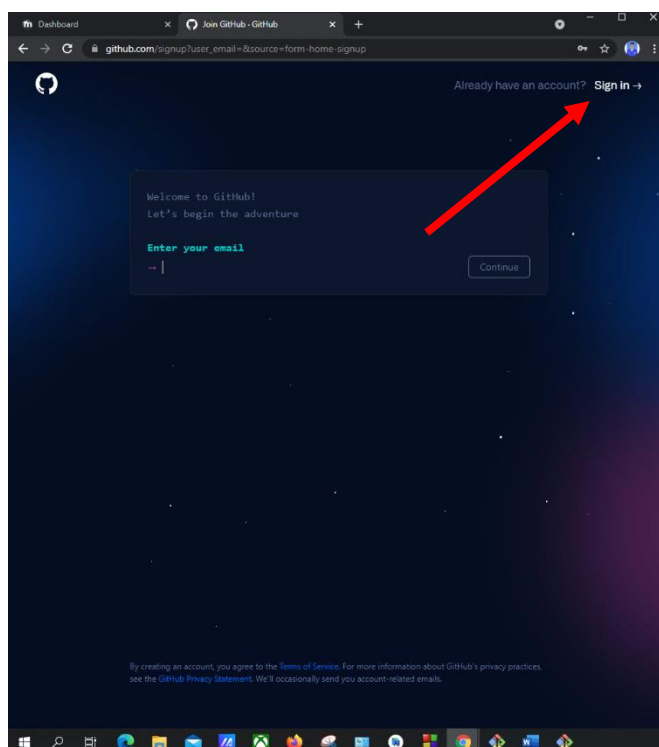 Dashboard
Join GitHub · GitHub
github.com/signup?user_email=&source=form-home-signup
Already have an account? Sign in →
Welcome to GitHub!
Let's begin the adventure
Enter your email
→
Continue
By creating an account, you agree to the Terms of Service. For more information about GitHub's privacy practices,
see the GitHub Privacy Statement. We'll occasionally send you account-related emails.